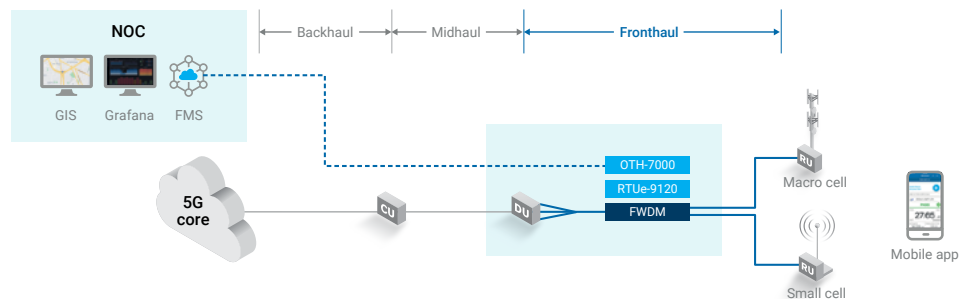 NOC
Backhaul
Midhaul
Fronthaul
GIS
Grafana
FMS
OTH-7000
RTUe-9120
FWDM
5G
core
CU
DU
RU
Macro cell
RU
Small cell
27.65
Mobile app